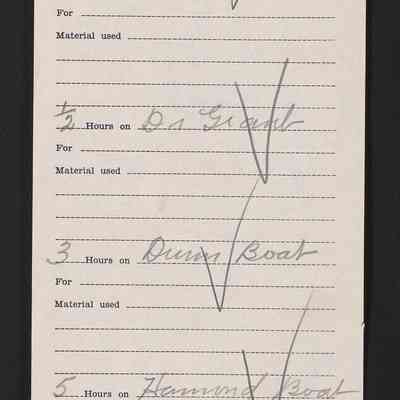 For
Material used
½ Hours on Dr Grant
For
Material used
3 Hours on Dunn Boat
For
Material used
5 Hours on Hamond Boat